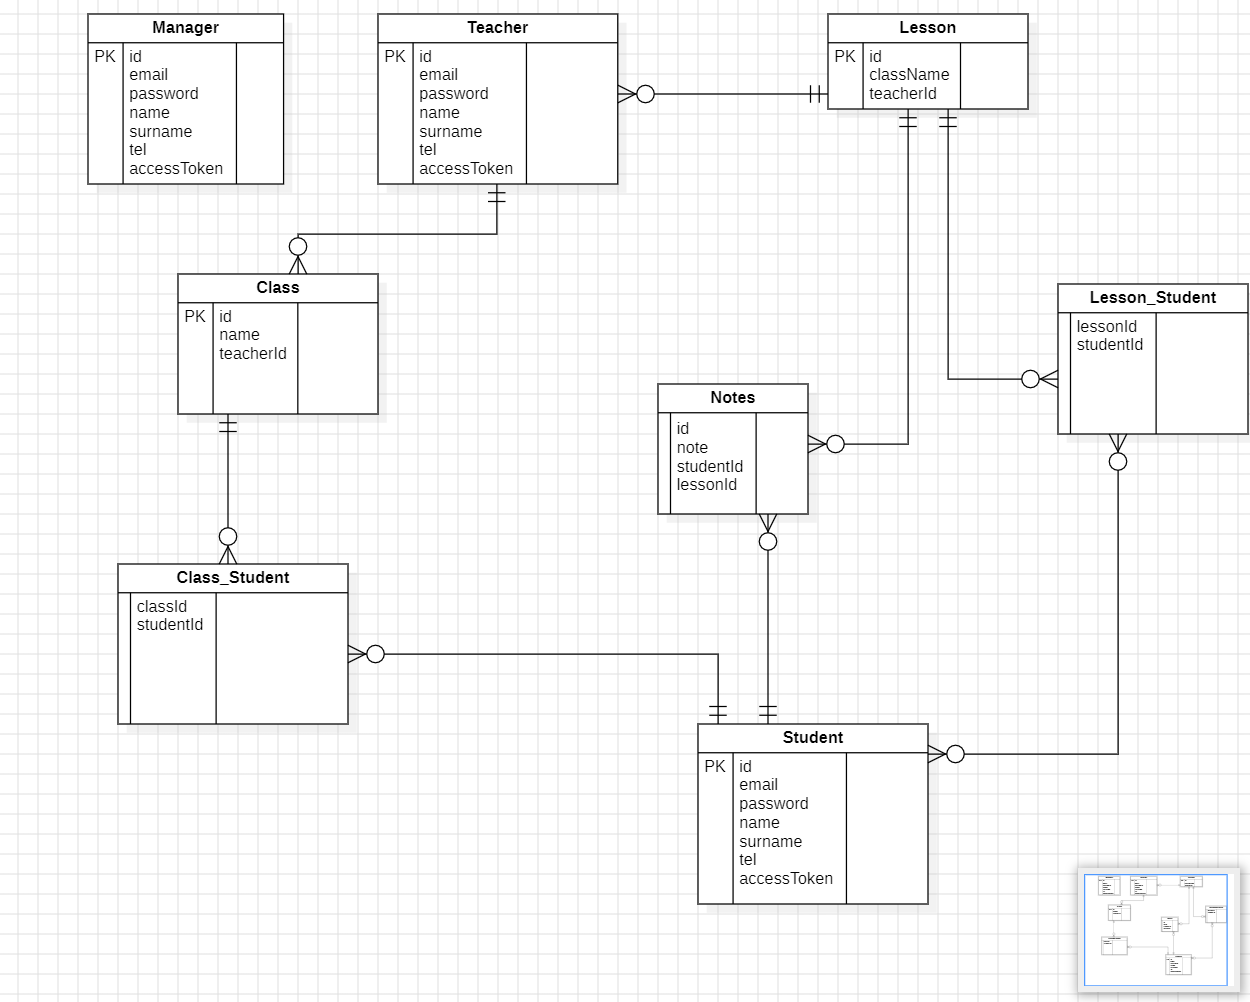 Manager
PK id
email
password
name
surname
tel
accessToken
Teacher
PK id
email
password
name
surname
tel
accessToken
Lesson
PK id
className
teacherId
Class
PK id
name
teacherId
Lesson_Student
lessonId
studentId
Notes
id
note
studentId
lessonId
Class_Student
classId
studentId
Student
PK id
email
password
name
surname
tel
accessToken